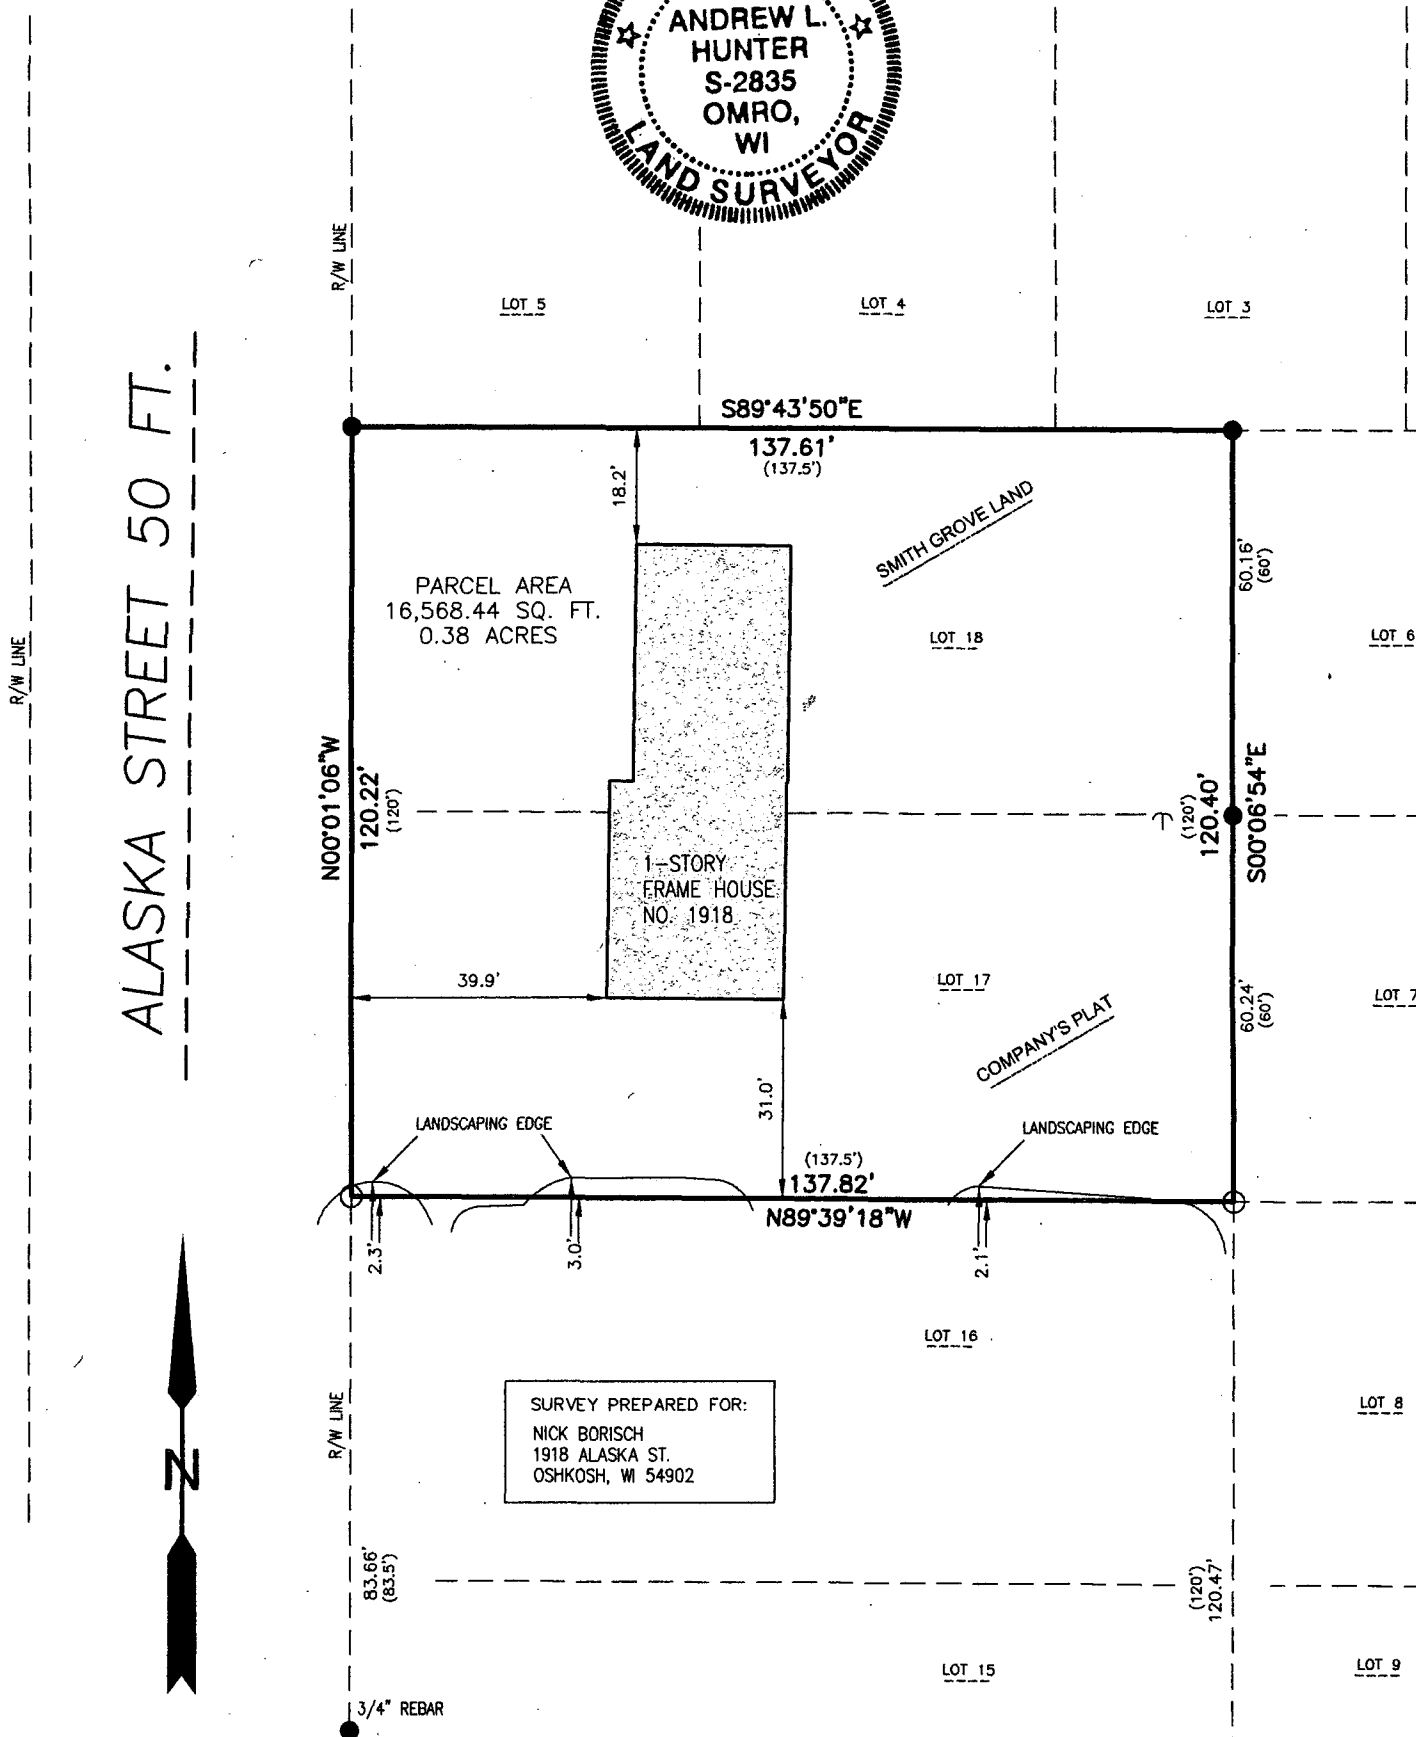 ANDREW L.
HUNTER
S-2835
OMRO,
WI
LAND SURVEYOR
R/W LINE
LOT 5
LOT 4
LOT 3
ALASKA STREET 50 FT.
R/W LINE
S89°43'50"E
137.61'
(137.5')
18.2'
SMITH GROVE LAND
60.16'
(60')
PARCEL AREA
16,568.44 SQ. FT.
0.38 ACRES
LOT 18
LOT 6
N00°01'06"W
120.22'
(120')
(120')
120.40'
S00°06'54"E
1-STORY
FRAME HOUSE
NO. 1918
39.9'
LOT 17
LOT 7
60.24'
(60')
COMPANY'S PLAT
31.0'
LANDSCAPING EDGE
LANDSCAPING EDGE
(137.5')
137.82'
N89°39'18"W
2.3'
3.0'
2.1'
LOT 16
N
R/W LINE
SURVEY PREPARED FOR:
NICK BORISCH
1918 ALASKA ST.
OSHKOSH, WI 54902
LOT 8
83.66'
(83.5')
(120')
120.47'
LOT 15
LOT 9
3/4" REBAR